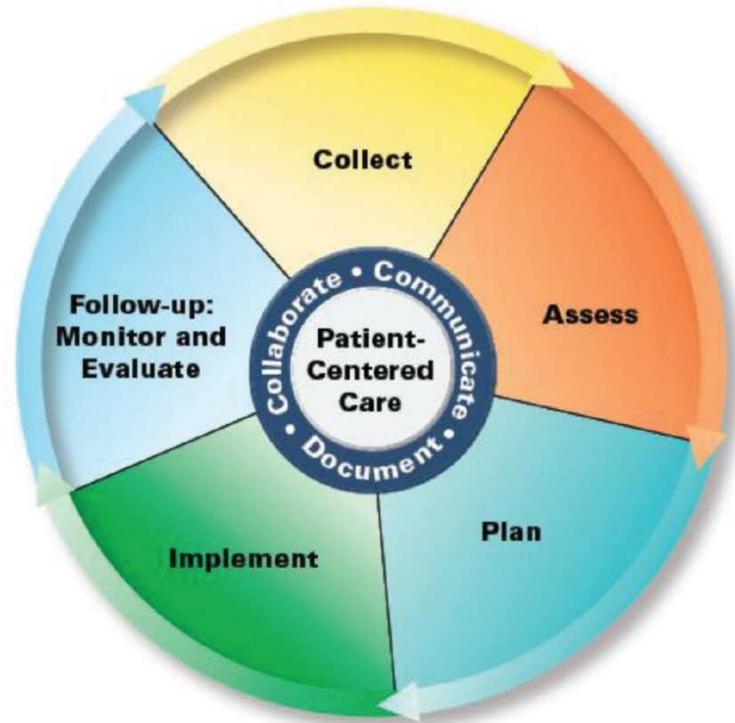 Collect
Assess
Plan
Implement
Follow-up:
Monitor and
Evaluate
Collaborate • Communicate • Document •
Patient-
Centered
Care